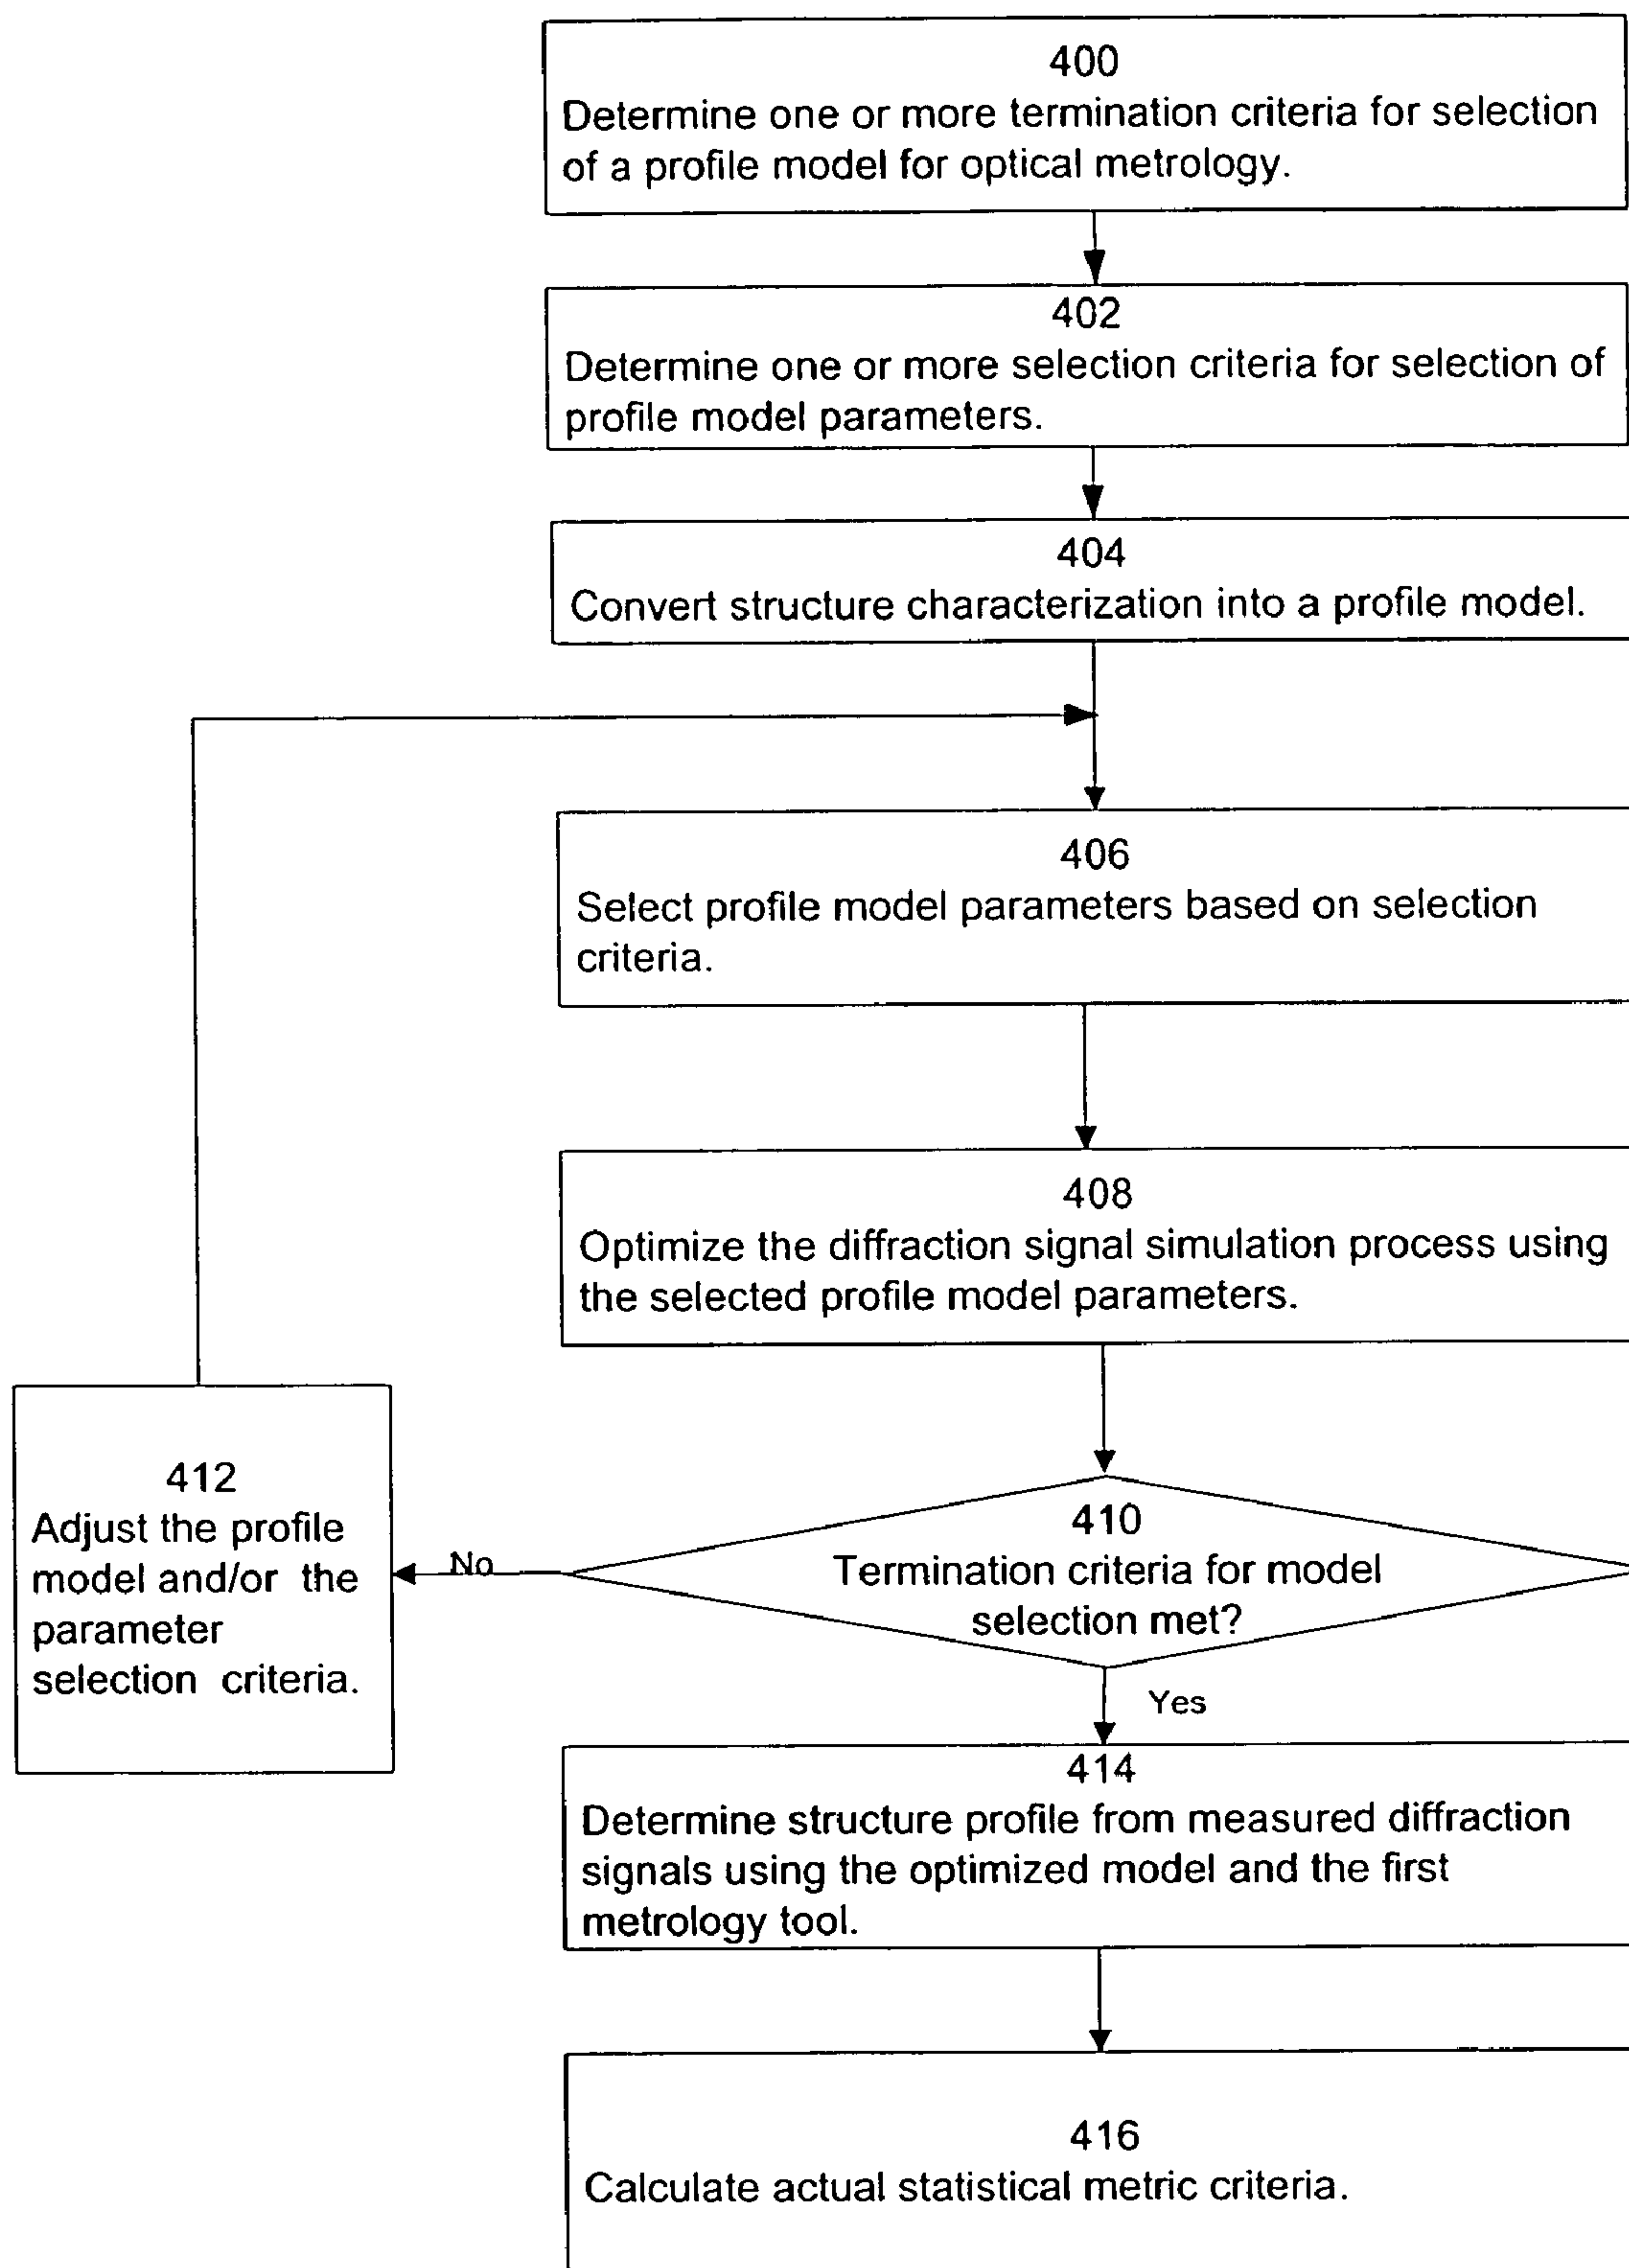 400
Determine one or more termination criteria for selection
of a profile model for optical metrology.
402
Determine one or more selection criteria for selection of
profile model parameters.
404
Convert structure characterization into a profile model.
406
Select profile model parameters based on selection
criteria.
408
Optimize the diffraction signal simulation process using
the selected profile model parameters.
412
Adjust the profile
model and/or the
parameter
selection criteria.
No
410
Termination criteria for model
selection met?
Yes
414
Determine structure profile from measured diffraction
signals using the optimized model and the first
metrology tool.
416
Calculate actual statistical metric criteria.